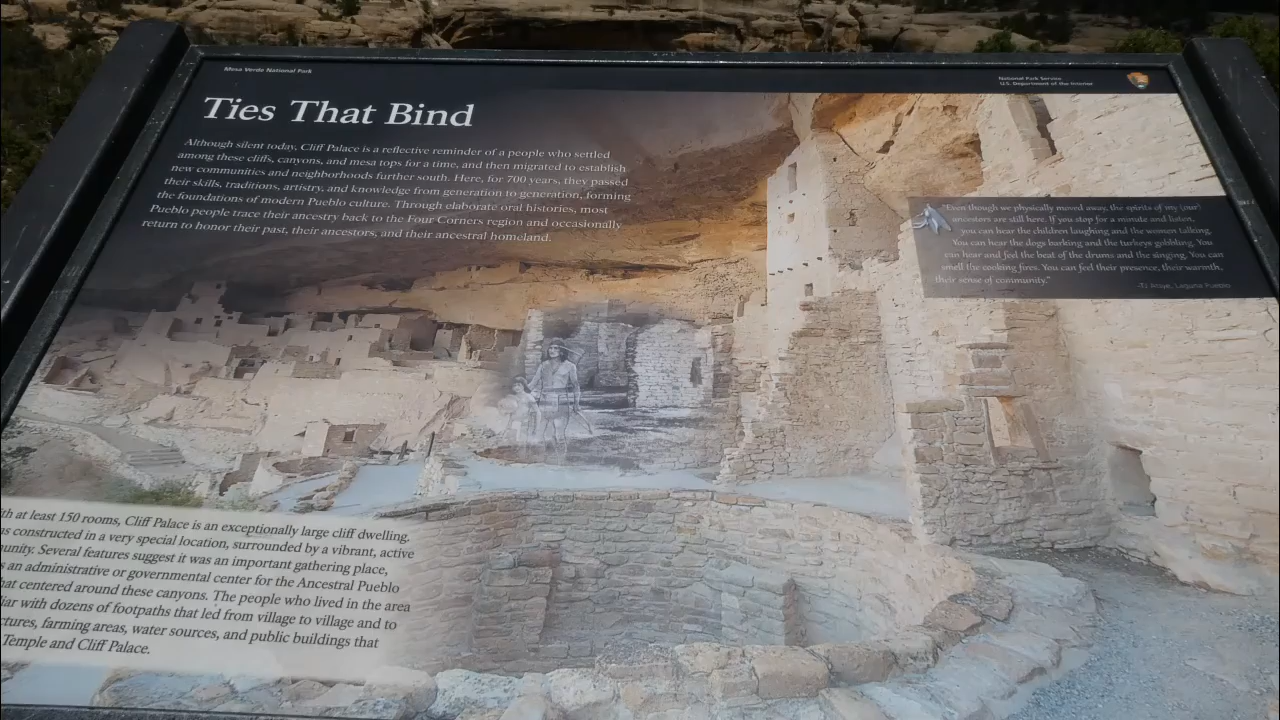 Mesa Verde National Park
National Park Service
U.S. Department of the Interior
Ties That Bind
Although silent today, Cliff Palace is a reflective reminder of a people who settled
among these cliffs, canyons, and mesa tops for a time, and then migrated to establish
new communities and neighborhoods further south. Here, for 700 years, they passed
their skills, traditions, artistry, and knowledge from generation to generation, forming
the foundations of modern Pueblo culture. Through elaborate oral histories, most
Pueblo people trace their ancestry back to the Four Corners region and occasionally
return to honor their past, their ancestors, and their ancestral homeland.
"Even though we physically moved away, the spirits of my (our)
ancestors are still here. If you stop for a minute and listen,
you can hear the children laughing and the women talking.
You can hear the dogs barking and the turkeys gobbling. You
can hear and feel the beat of the drums and the singing. You can
smell the cooking fires. You can feel their presence, their warmth,
their sense of community."
Laguna Pueblo
at least 150 rooms, Cliff Palace is an exceptionally large cliff dwelling.
constructed in a very special location, surrounded by a vibrant, active
Several features suggest it was an important gathering place,
an administrative or governmental center for the Ancestral Pueblo
centered around these canyons. The people who lived in the area
with dozens of footpaths that led from village to village and to
farming areas, water sources, and public buildings that
Temple and Cliff Palace.